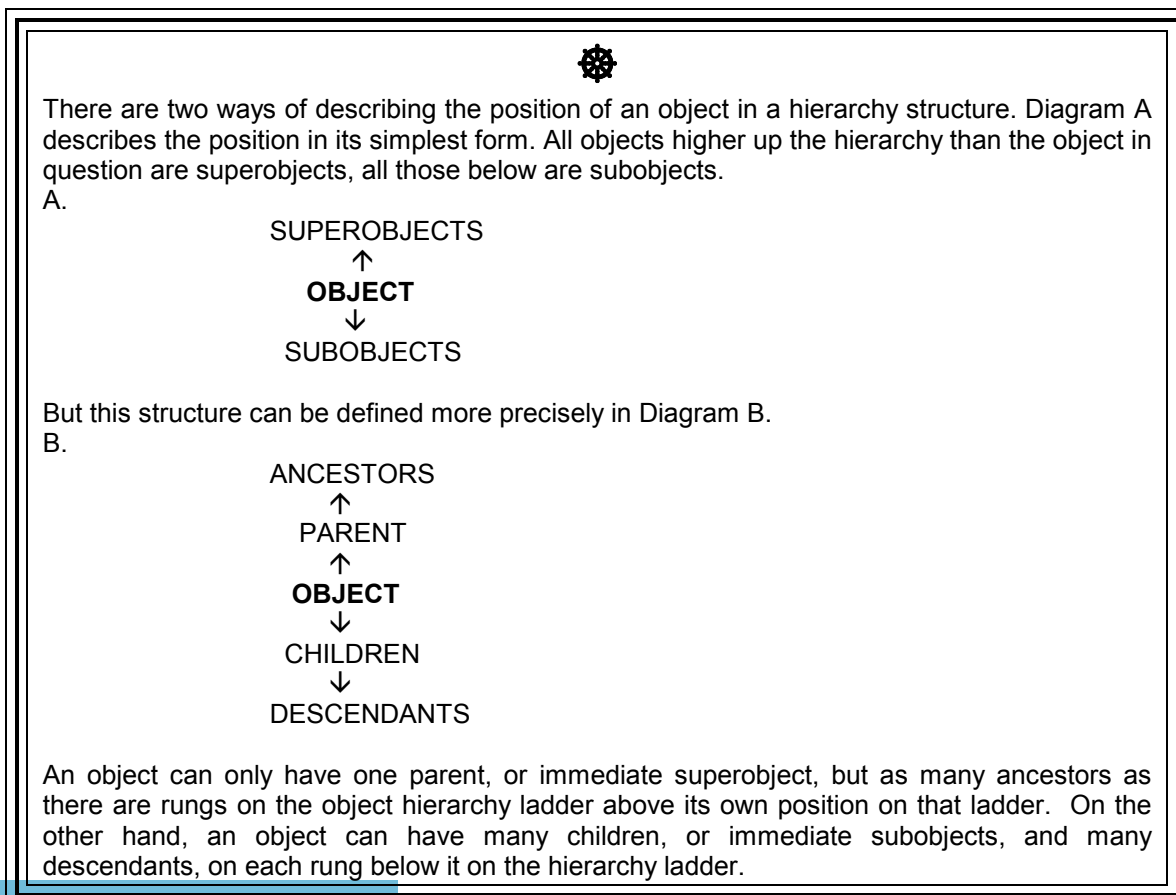 There are two ways of describing the position of an object in a hierarchy structure. Diagram A
describes the position in its simplest form. All objects higher up the hierarchy than the object in
question are superobjects, all those below are subobjects.
A.
SUPEROBJECTS
↑
OBJECT
↓
SUBOBJECTS
But this structure can be defined more precisely in Diagram B.
B.
ANCESTORS
↑
PARENT
↑
OBJECT
↓
CHILDREN
↓
DESCENDANTS
An object can only have one parent, or immediate superobject, but as many ancestors as
there are rungs on the object hierarchy ladder above its own position on that ladder. On the
other hand, an object can have many children, or immediate subobjects, and many
descendants, on each rung below it on the hierarchy ladder.